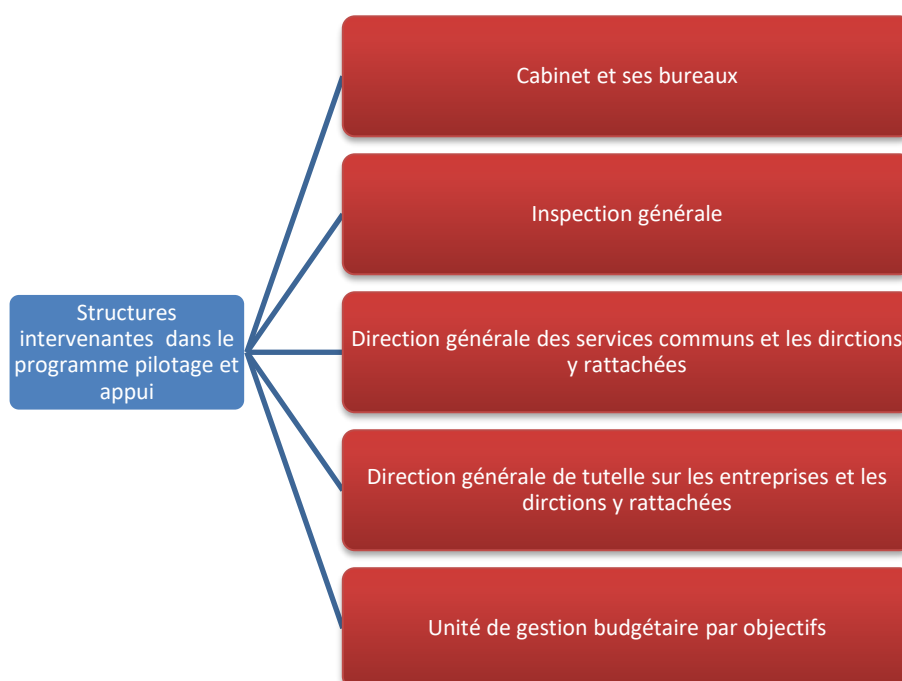 Cabinet et ses bureaux
Inspection générale
Structures
intervenantes dans le
programme pilotage et
appui
Direction générale des services communs et les dirctions
y rattachées
Direction générale de tutelle sur les entreprises et les
dirctions y rattachées
Unité de gestion budgétaire par objectifs